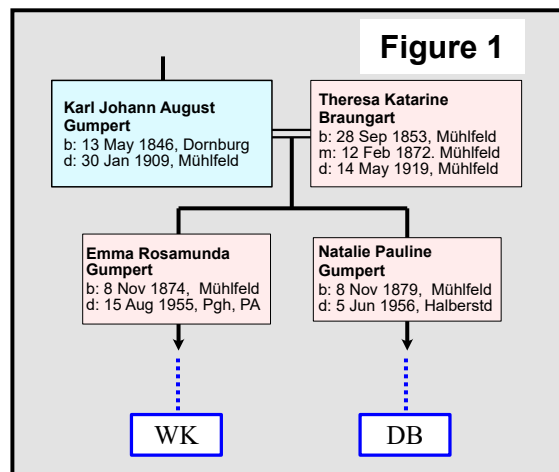 Figure 1
Karl Johann August
Gumpert
b: 13 May 1846, Dornburg
d: 30 Jan 1909, Mühlfeld
Theresa Katarine
Braungart
b: 28 Sep 1853, Mühlfeld
m: 12 Feb 1872. Mühlfeld
d: 14 May 1919, Mühlfeld
Emma Rosamunda
Gumpert
b: 8 Nov 1874, Mühlfeld
d: 15 Aug 1955, Pgh, PA
Natalie Pauline
Gumpert
b: 8 Nov 1879, Mühlfeld
d: 5 Jun 1956, Halberstd
WK
DB